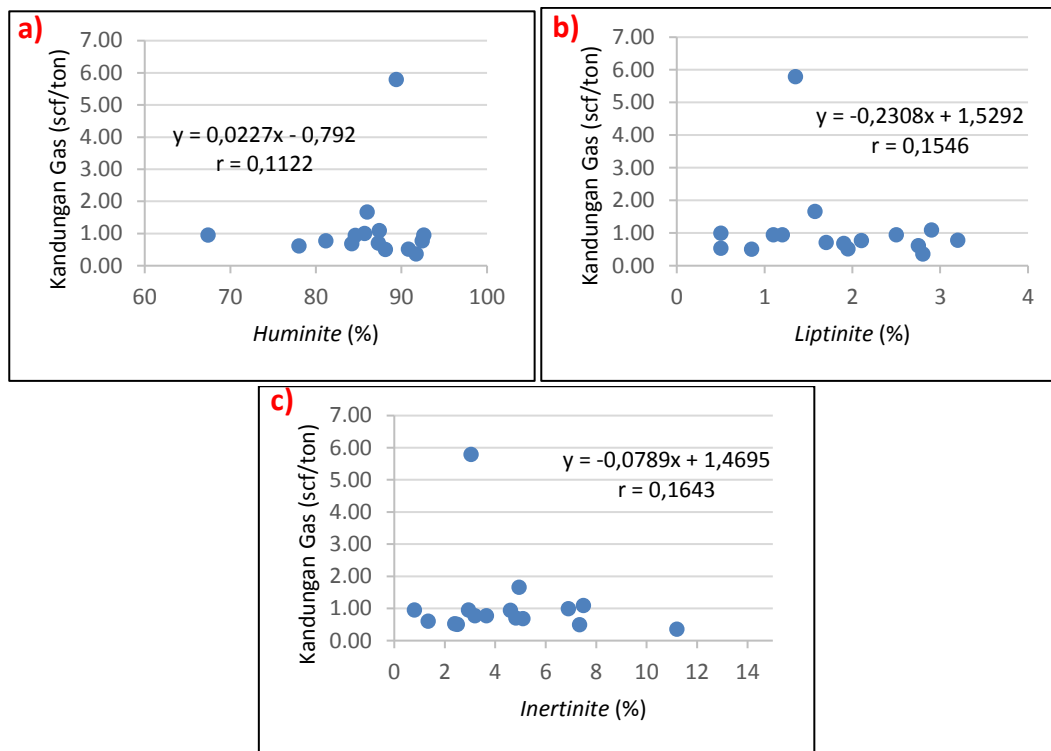 a)
7.00
6.00
5.00
4.00
3.00
2.00
1.00
0.00
Kandungan Gas (scf/ton)
y = 0,0227x - 0,792
r = 0,1122
60 70 80 90 100
Huminite (%)
b)
7.00
6.00
5.00
4.00
3.00
2.00
1.00
0.00
Kandungan Gas (scf/ton)
y = -0,2308x + 1,5292
r = 0,1546
0 1 2 3 4
Liptinite (%)
c)
7.00
6.00
5.00
4.00
3.00
2.00
1.00
0.00
Kandungan Gas (scf/ton)
y = -0,0789x + 1,4695
r = 0,1643
0 2 4 6 8 10 12 14
Inertinite (%)